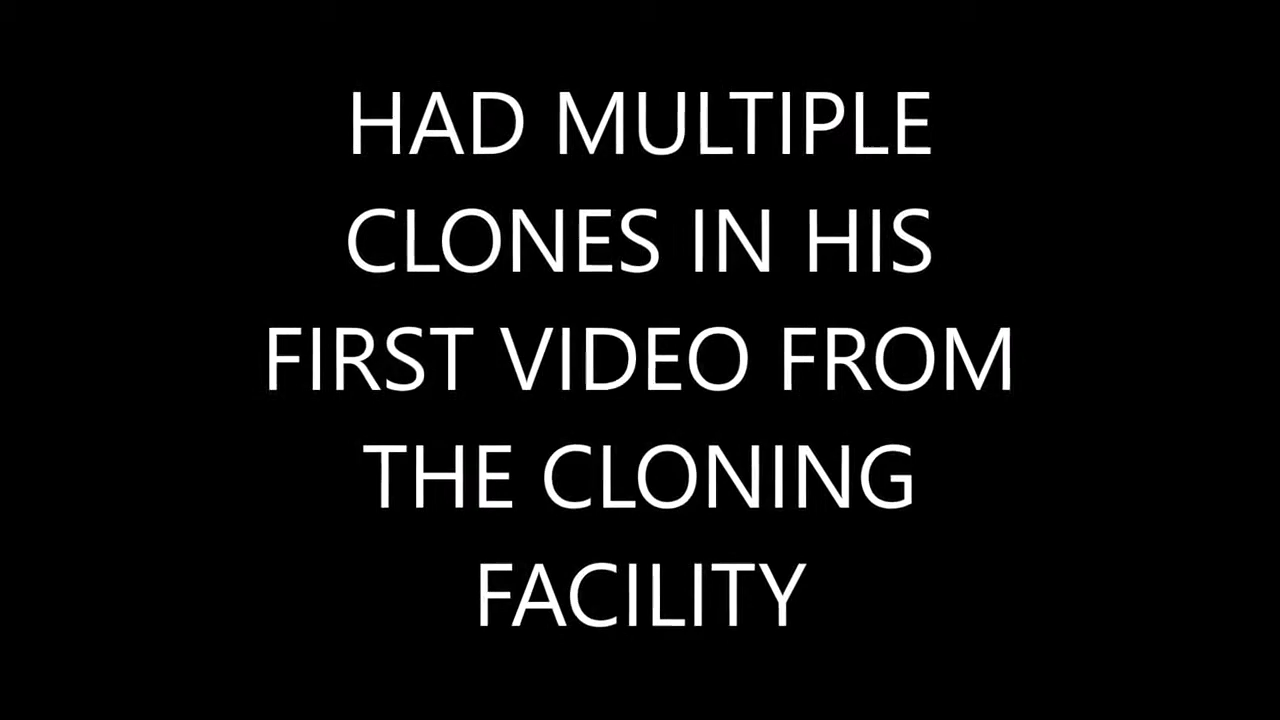 HAD MULTIPLE
CLONES IN HIS
FIRST VIDEO FROM
THE CLONING
FACILITY